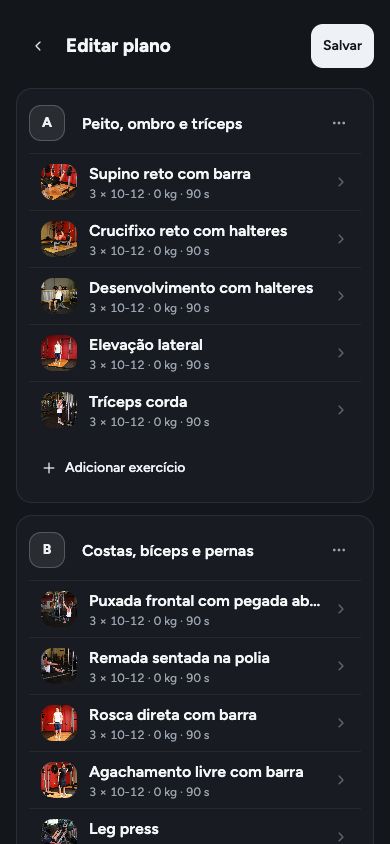 Editar plano
Salvar
A
Peito, ombro e tríceps
Supino reto com barra
3 × 10-12 · 0 kg · 90 s
Crucifixo reto com halteres
3 × 10-12 · 0 kg · 90 s
Desenvolvimento com halteres
3 × 10-12 · 0 kg · 90 s
Elevação lateral
3 × 10-12 · 0 kg · 90 s
Tríceps corda
3 × 10-12 · 0 kg · 90 s
Adicionar exercício
B
Costas, bíceps e pernas
Puxada frontal com pegada ab...
3 × 10-12 · 0 kg · 90 s
Remada sentada na polia
3 × 10-12 · 0 kg · 90 s
Rosca direta com barra
3 × 10-12 · 0 kg · 90 s
Agachamento livre com barra
3 × 10-12 · 0 kg · 90 s
Leg press